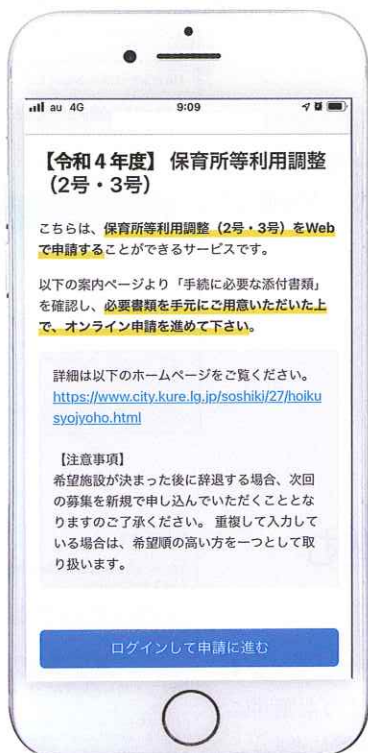 au 4G 9:09
【令和4年度】保育所等利用調整
(2号・3号)
こちらは、保育所等利用調整(2号・3号)をWeb
で申請することができるサービスです。
以下の案内ページより「手続に必要な添付書類」
を確認し、必要書類を手元にご用意いただいた上
で、オンライン申請を進めて下さい。
詳細は以下のホームページをご覧ください。
https://www.city.kure.lg.jp/soshiki/27/hoiku
syojyoho.html
【注意事項】
希望施設が決まった後に辞退する場合、次回
の募集を新規で申し込んでいただくこととな
りますのご了承ください。 重複して入力して
いる場合は、希望順の高い方を一つとして取
り扱います。
ログインして申請に進む